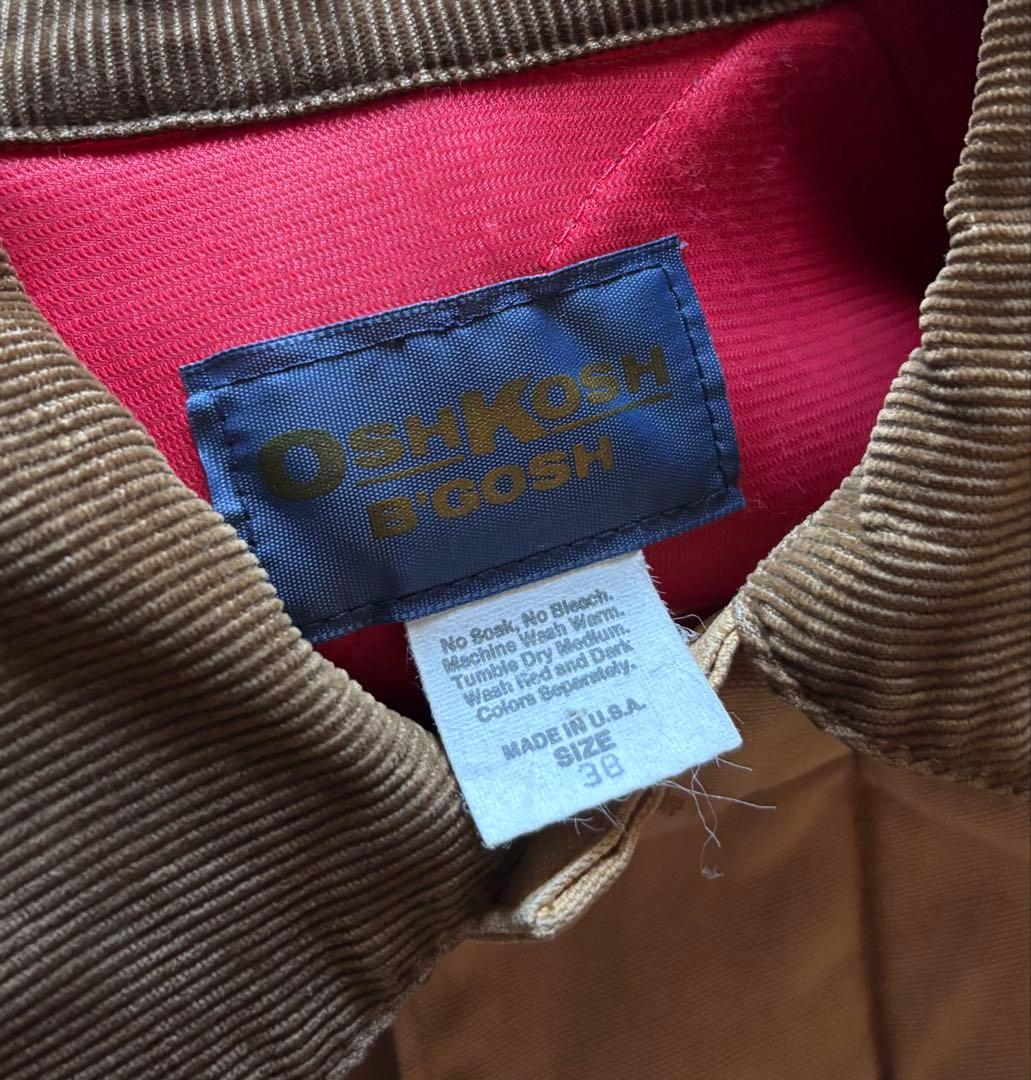 OSHKOSH
B'GOSH
No Soak, No Bleach.
Machine Wash Warm.
Tumble Dry Medium.
Wash Red and Dark
Colors Separately.
MADE IN U.S.A.
SIZE
38